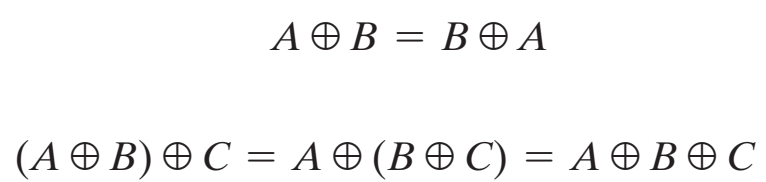 A ⊕ B = B ⊕ A
(A ⊕ B) ⊕ C = A ⊕ (B ⊕ C) = A ⊕ B ⊕ C